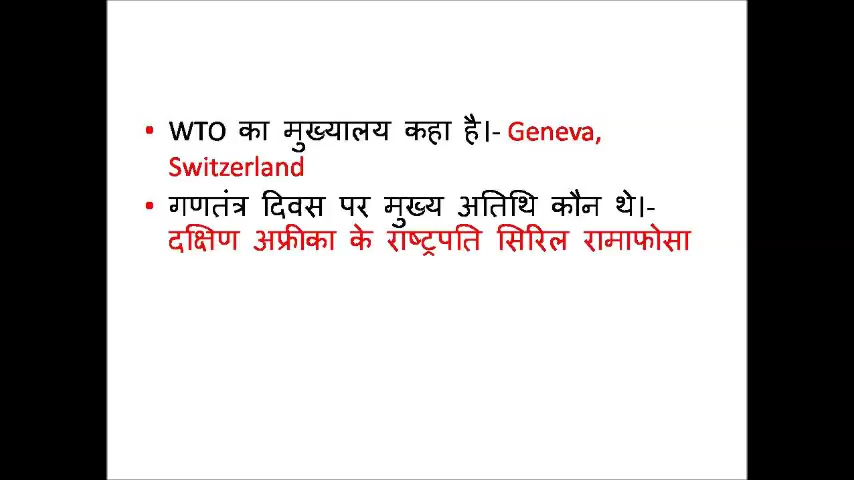 • WTO का मुख्यालय कहा है।- Geneva,
Switzerland
• गणतंत्र दिवस पर मुख्य अतिथि कौन थे।-
दक्षिण अफ्रीका के राष्ट्रपति सिरिल रामाफोसा